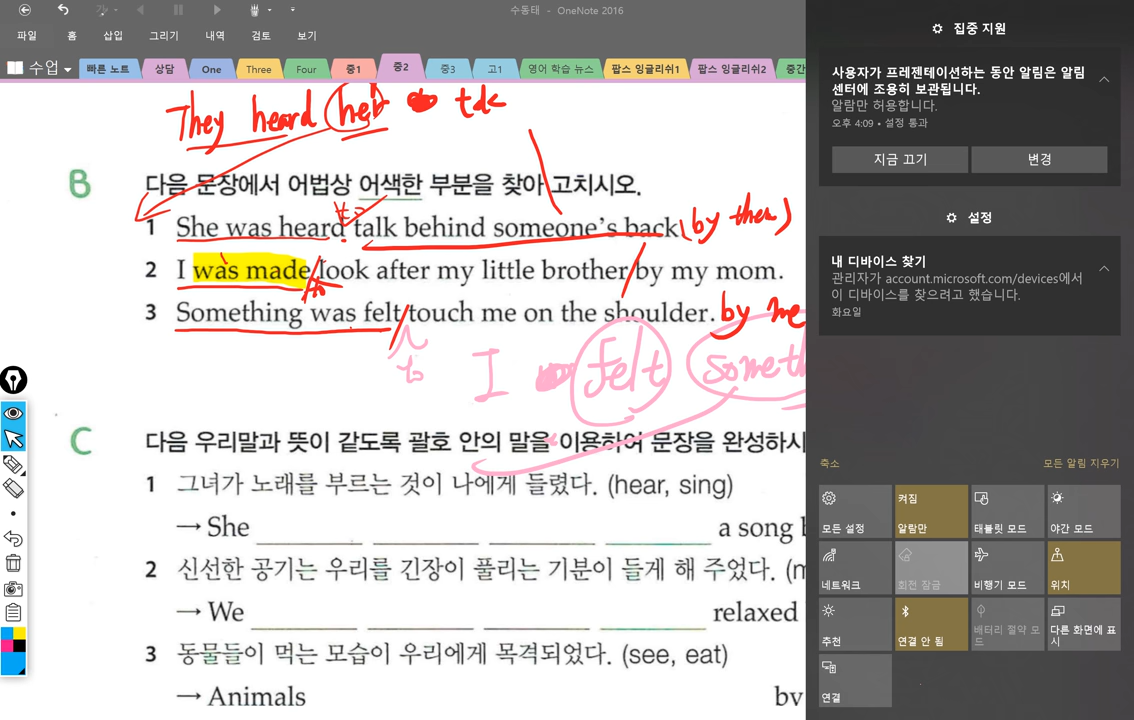 수동태 - OneNote 2016
파일 홈 삽입 그리기 내역 검토 보기
수업 빠른 노트 상담 One Three Four 중1 중2 중3 고1 영어 학습 뉴스 팝스 잉글리쉬1 팝스 잉글리쉬2 중간
They heard her
B 다음 문장에서 어법상 어색한 부분을 찾아 고치시오.
1 She was heard talk behind someone's back
to
(by them)
2 I was made look after my little brother by my mom.
to
3 Something was felt touch me on the shoulder.
by me
to
I felt someth
C 다음 우리말과 뜻이 같도록 괄호 안의 말을 이용하여 문장을 완성하시
1 그녀가 노래를 부르는 것이 나에게 들렸다. (hear, sing)
→ She a song b
2 신선한 공기는 우리를 긴장이 풀리는 기분이 들게 해 주었다. (m
→ We relaxed
3 동물들이 먹는 모습이 우리에게 목격되었다. (see, eat)
→ Animals by
집중 지원
사용자가 프레젠테이션하는 동안 알림은 알림
센터에 조용히 보관됩니다.
알람만 허용합니다.
오후 4:09 • 설정 통과
지금 끄기 변경
설정
내 디바이스 찾기
관리자가 account.microsoft.com/devices에서
이 디바이스를 찾으려고 했습니다.
화요일
축소 모든 알림 지우기
모든 설정
켜짐
알람만
태블릿 모드
야간 모드
네트워크
회전 잠금
비행기 모드
위치
추천
연결 안 됨
배터리 절약 모
드
다른 화면에 표
시
연결